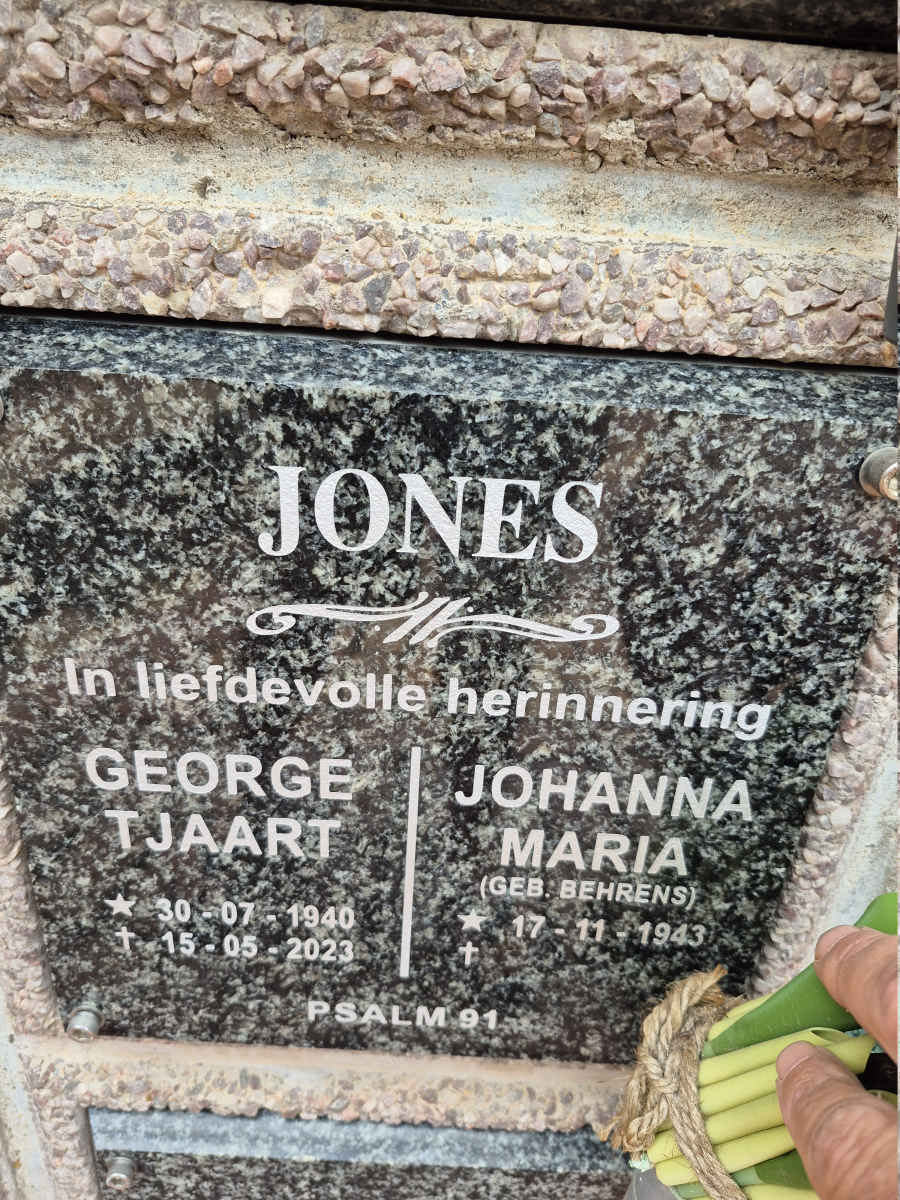 JONES
In liefdevolle herinnering
GEORGE
TJAART
★ 30 - 07 - 1940
✝ 15 - 05 - 2023
JOHANNA
MARIA
(GEB. BEHRENS)
★ 17 - 11 - 1943
✝
PSALM 91